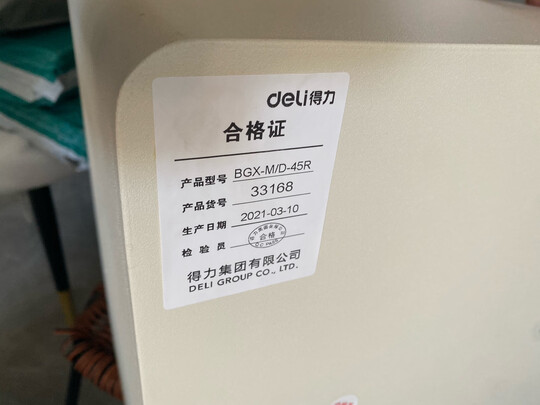 deli得力
合格证
产品型号 BGX-M/D-45R
产品货号 33168
生产日期 2021-03-10
检验员 合格
得力集团有限公司
DELI GROUP CO., LTD.